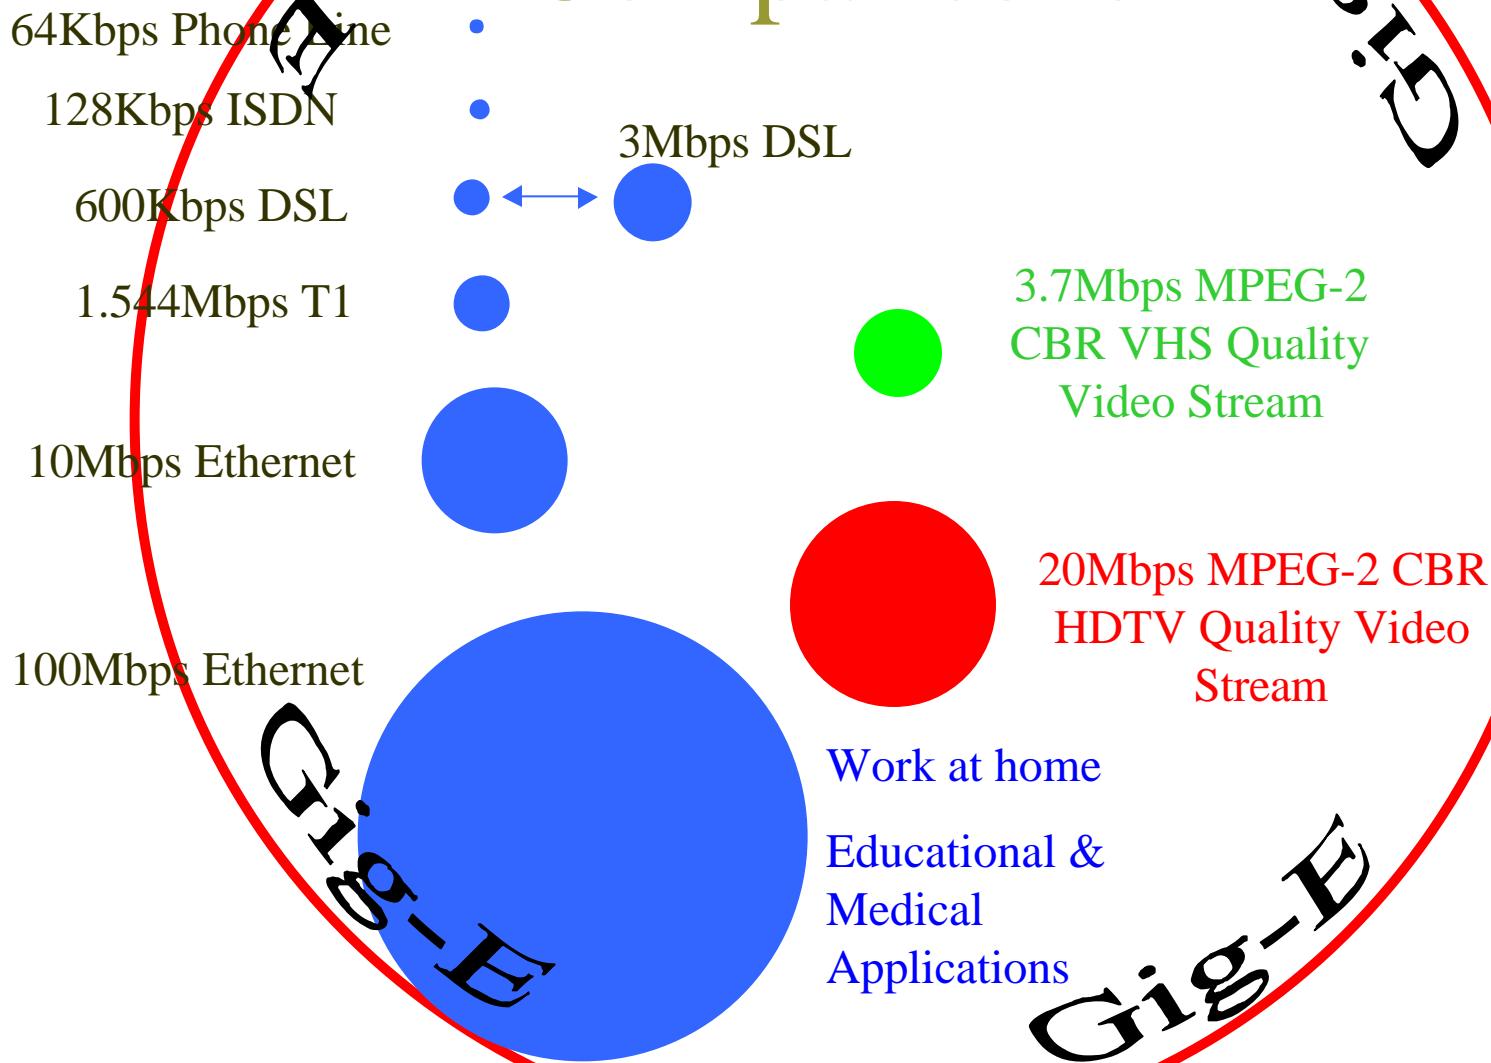 64Kbps Phone Line
128Kbps ISDN
3Mbps DSL
600Kbps DSL
1.544Mbps T1
3.7Mbps MPEG-2
CBR VHS Quality
Video Stream
10Mbps Ethernet
20Mbps MPEG-2 CBR
HDTV Quality Video
Stream
100Mbps Ethernet
Work at home
Educational &
Medical
Applications
Gig-E
Gig-E